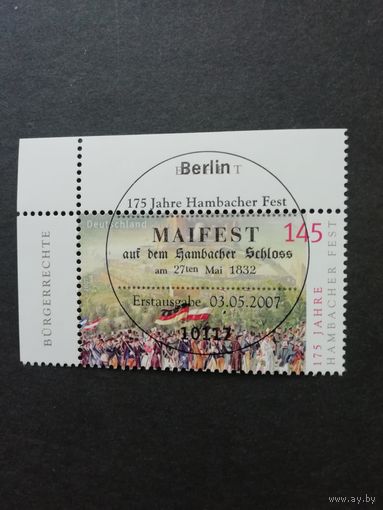 Berlin
175 Jahre Hambacher Fest
Deutschland
145
MAIFEST
auf dem Hambacher Schloss
am 27ten Mai 1832
Erstausgabe 03.05.2007
10117
BÜRGERRECHTE
175 JAHRE
HAMBACHER FEST
www.ay.by